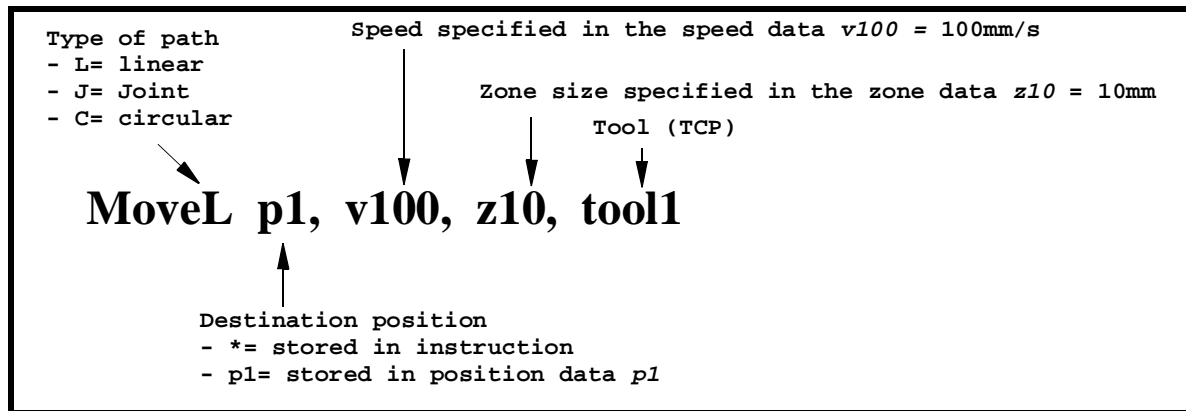 Type of path
- L= linear
- J= Joint
- C= circular
Speed specified in the speed data v100 = 100mm/s
Zone size specified in the zone data z10 = 10mm
Tool (TCP)
MoveL p1, v100, z10, tool1
Destination position
- *= stored in instruction
- p1= stored in position data p1